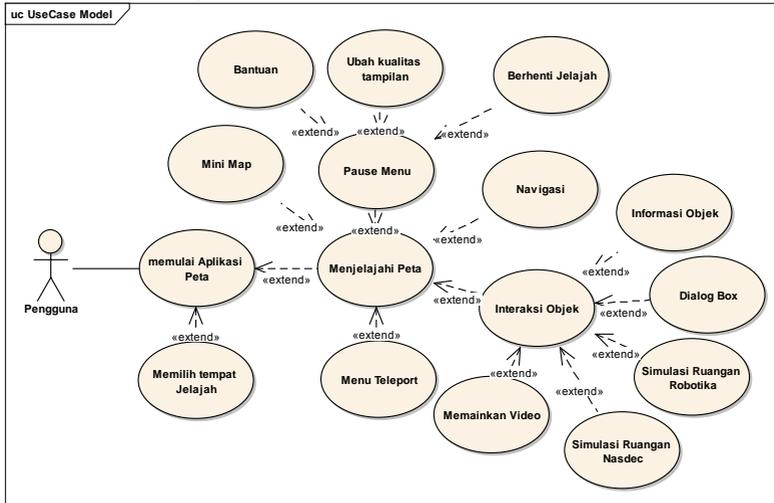 uc UseCase Model
Bantuan
Ubah kualitas
tampilan
Berhenti Jelajah
«extend»
«extend»
«extend»
Mini Map
Pause Menu
Navigasi
Informasi Objek
«extend»
«extend»
«extend»
memulai Aplikasi
Peta
«extend»
Menjelajahi Peta
«extend»
«extend»
Dialog Box
Pengguna
Interaksi Objek
«extend»
«extend»
«extend»
«extend»
Memilih tempat
Jelajah
Menu Teleport
«extend»
Simulasi Ruangan
Robotika
«extend»
Memainkan Video
Simulasi Ruangan
Nasdec